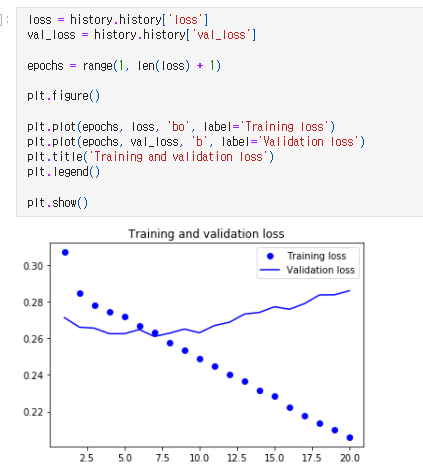 ]:
loss = history.history['loss']
val_loss = history.history['val_loss']
epochs = range(1, len(loss) + 1)
plt.figure()
plt.plot(epochs, loss, 'bo', label='Training loss')
plt.plot(epochs, val_loss, 'b', label='Validation loss')
plt.title('Training and validation loss')
plt.legend()
plt.show()
Training and validation loss
Training loss
Validation loss
0.30
0.28
0.26
0.24
0.22
2.5 5.0 7.5 10.0 12.5 15.0 17.5 20.0